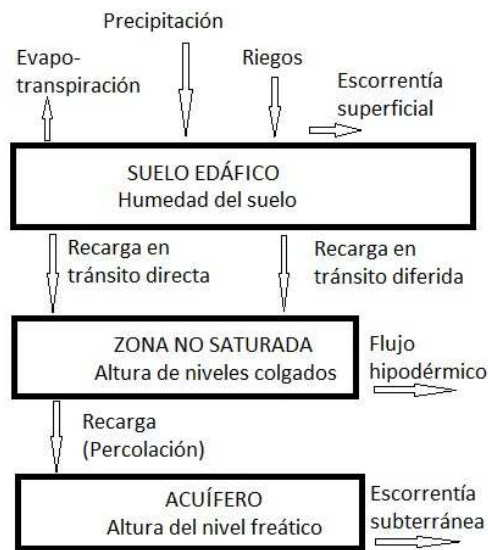 Precipitación
Evapo-
transpiración
Riegos
Escorrentía
superficial
SUELO EDÁFICO
Humedad del suelo
Recarga en
tránsito directa
Recarga en
tránsito diferida
ZONA NO SATURADA
Altura de niveles colgados
Flujo
hipodérmico
Recarga
(Percolación)
ACUÍFERO
Altura del nivel freático
Escorrentía
subterránea